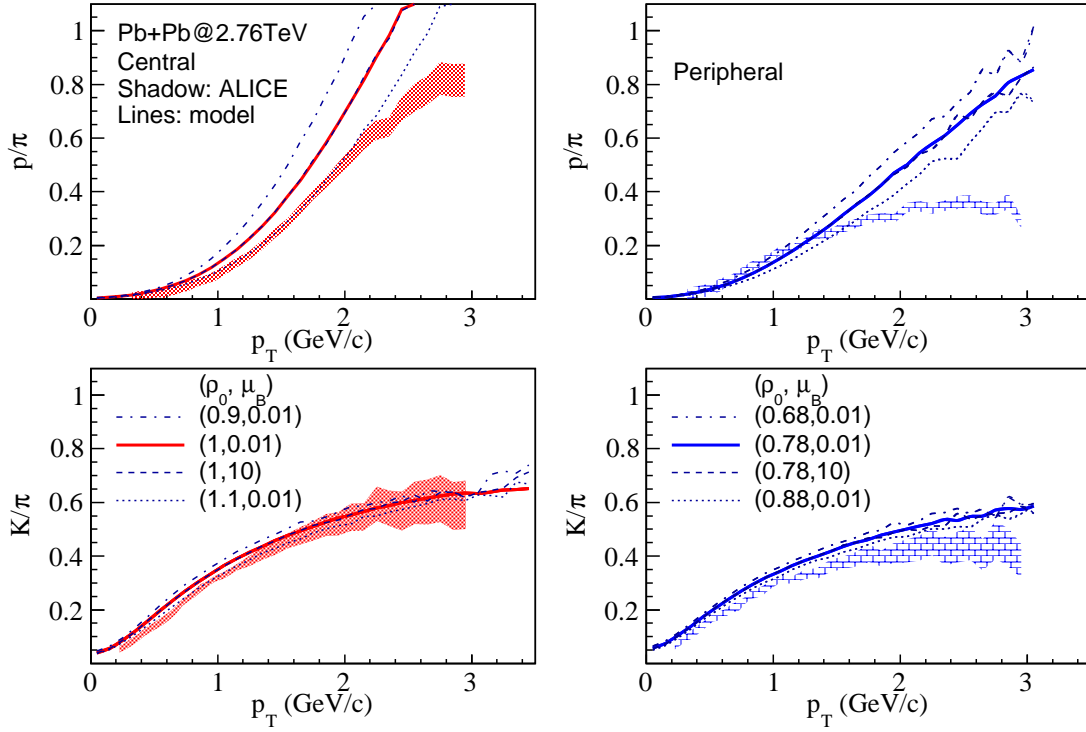 Pb+Pb@2.76TeV
Central
Shadow: ALICE
Lines: model
p/π
1
0.8
0.6
0.4
0.2
0 1 2 3
p_T (GeV/c)
Peripheral
p/π
1
0.8
0.6
0.4
0.2
0 1 2 3
p_T (GeV/c)
(ρ_0, μ_B)
(0.9,0.01)
(1,0.01)
(1,10)
(1.1,0.01)
K/π
1
0.8
0.6
0.4
0.2
0 1 2 3
p_T (GeV/c)
(ρ_0, μ_B)
(0.68,0.01)
(0.78,0.01)
(0.78,10)
(0.88,0.01)
K/π
1
0.8
0.6
0.4
0.2
0 1 2 3
p_T (GeV/c)